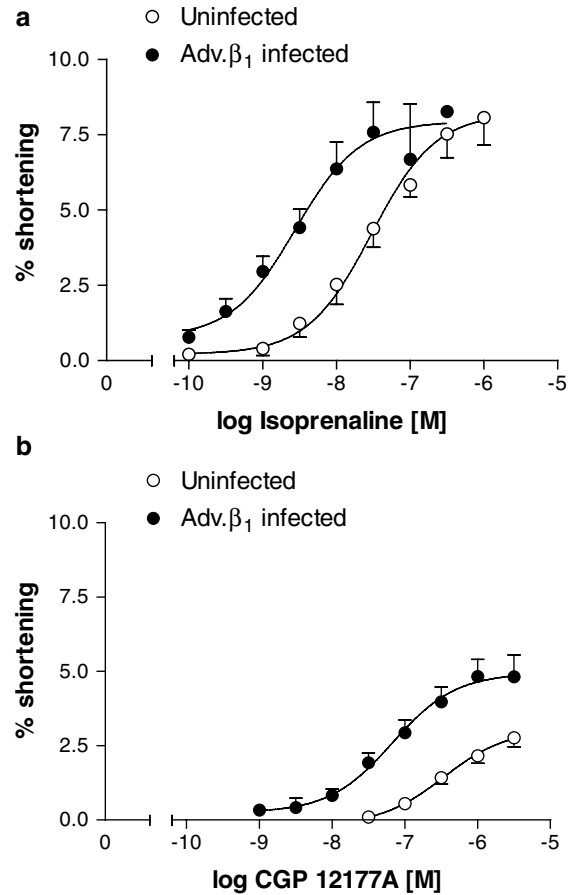 a
Uninfected
Adv.β1 infected
% shortening
10.0
7.5
5.0
2.5
0.0
0
-10
-9
-8
-7
-6
-5
log Isoprenaline [M]
b
Uninfected
Adv.β1 infected
% shortening
10.0
7.5
5.0
2.5
0.0
0
-10
-9
-8
-7
-6
-5
log CGP 12177A [M]